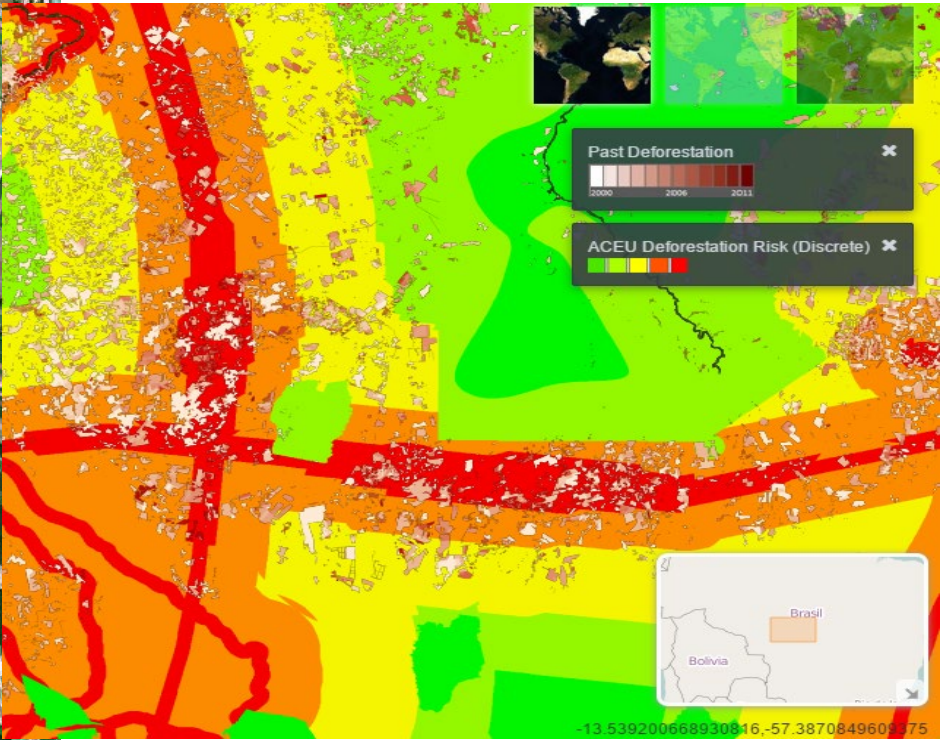 Past Deforestation
2000 2006 2011
ACEU Deforestation Risk (Discrete)
Brasil
Bolivia
-13.539200668930816,-57.3870849609375